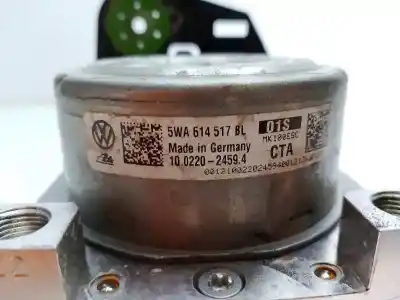 5WA 614 517 BL
Made in Germany
10.0220-2459.4
01S
MK100ESC
CTA